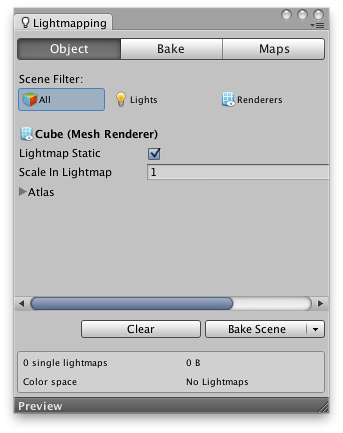 Lightmapping
Object Bake Maps
Scene Filter:
All Lights Renderers
Cube (Mesh Renderer)
Lightmap Static
Scale In Lightmap 1
Atlas
Clear Bake Scene
0 single lightmaps 0 B
Color space No Lightmaps
Preview